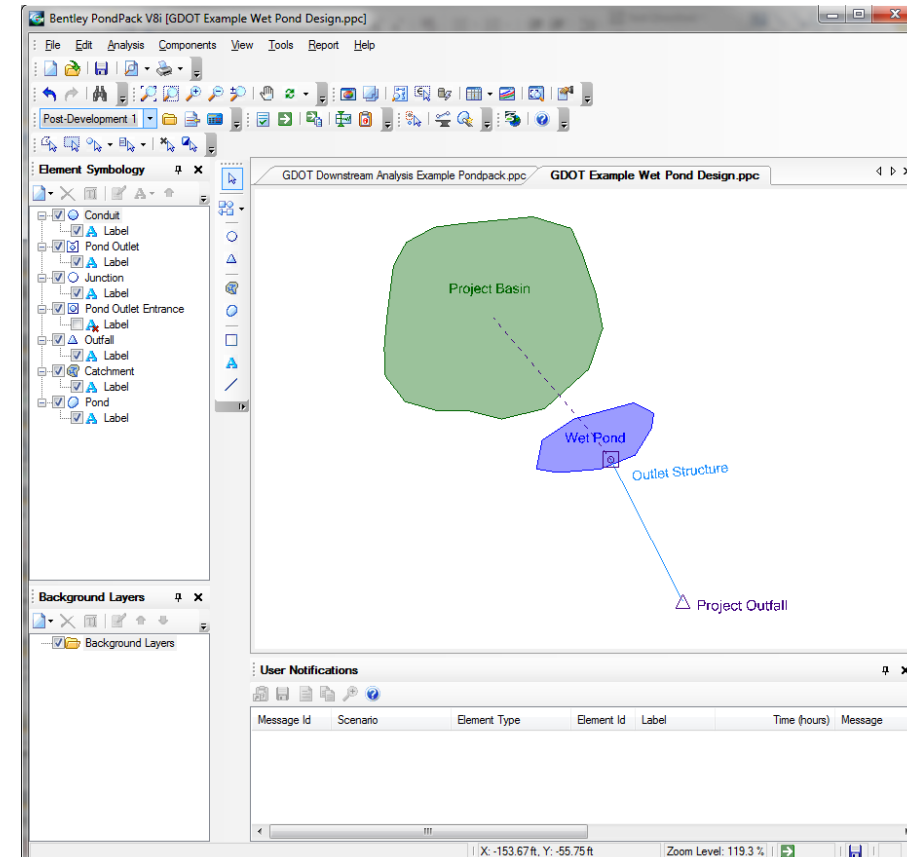 Bentley PondPack V8i [GDOT Example Wet Pond Design.ppc]
File Edit Analysis Components View Tools Report Help
Post-Development 1
Element Symbology
GDOT Downstream Analysis Example Pondpack.ppc
GDOT Example Wet Pond Design.ppc
Conduit
Label
Pond Outlet
Label
Junction
Label
Pond Outlet Entrance
Label
Outfall
Label
Catchment
Label
Pond
Label
Project Basin
Wet Pond
Outlet Structure
Project Outfall
Background Layers
Background Layers
User Notifications
Message Id Scenario Element Type Element Id Label Time (hours) Message
X: -153.67 ft, Y: -55.75 ft Zoom Level: 119.3 %